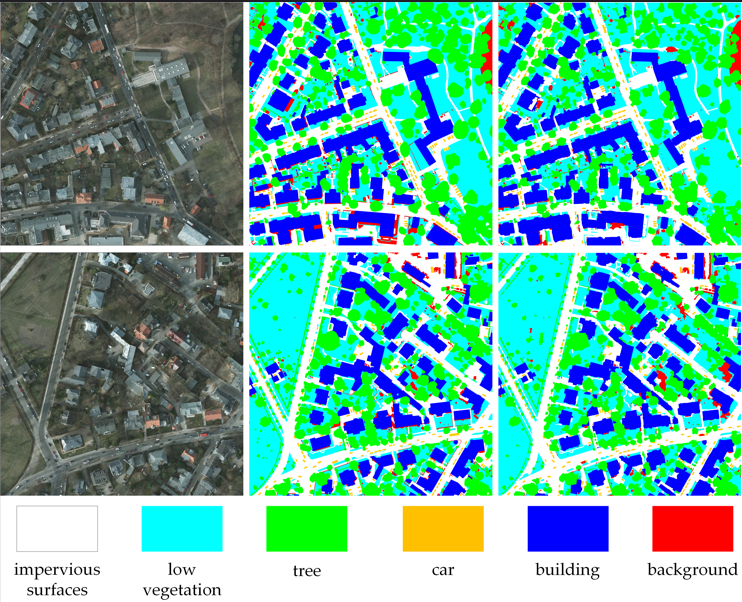 impervious
surfaces
low
vegetation
tree
car
building
background